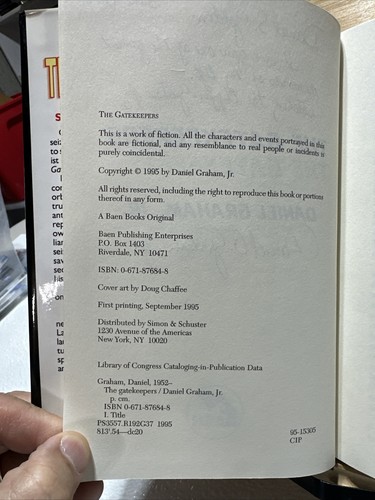 THE GATEKEEPERS
This is a work of fiction. All the characters and events portrayed in this
book are fictional, and any resemblance to real people or incidents is
purely coincidental.
Copyright © 1995 by Daniel Graham, Jr.
All rights reserved, including the right to reproduce this book or portions
thereof in any form.
A Baen Books Original
Baen Publishing Enterprises
P.O. Box 1403
Riverdale, NY 10471
ISBN: 0-671-87684-8
Cover art by Doug Chaffee
First printing, September 1995
Distributed by Simon & Schuster
1230 Avenue of the Americas
New York, NY 10020
Library of Congress Cataloging-in-Publication Data
Graham, Daniel, 1952–
The gatekeepers / Daniel Graham, Jr.
p. cm.
ISBN 0-671-87684-8
I. Title
PS3557.R192G37 1995
813'.54—dc20
95-15305
CIP